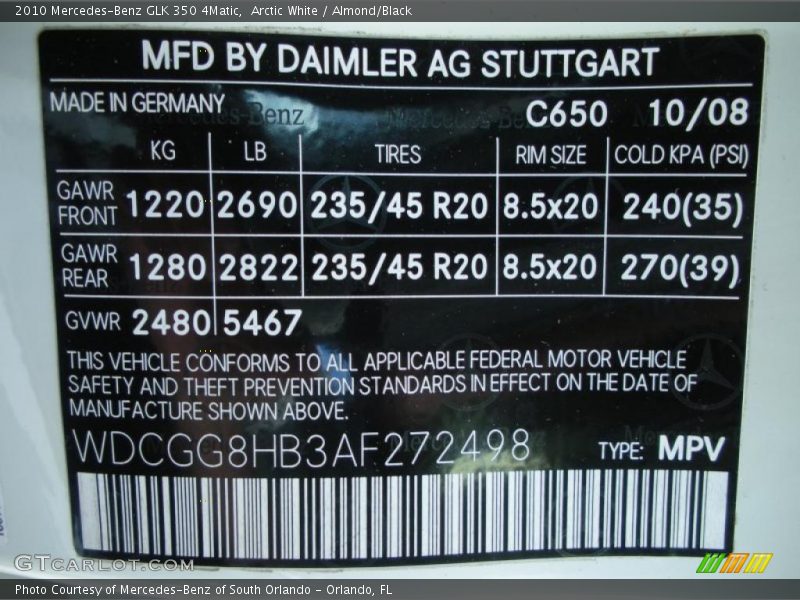 2010 Mercedes-Benz GLK 350 4Matic,  Arctic White / Almond/Black
MFD BY DAIMLER AG STUTTGART
MADE IN GERMANY
C650 10/08
KG LB TIRES RIM SIZE COLD KPA (PSI)
GAWR FRONT 1220 2690 235/45 R20 8.5x20 240(35)
GAWR REAR 1280 2822 235/45 R20 8.5x20 270(39)
GVWR 2480 5467
THIS VEHICLE CONFORMS TO ALL APPLICABLE FEDERAL MOTOR VEHICLE
SAFETY AND THEFT PREVENTION STANDARDS IN EFFECT ON THE DATE OF
MANUFACTURE SHOWN ABOVE.
WDCGG8HB3AF272498 TYPE: MPV
GTCARLOT.COM
Photo Courtesy of Mercedes-Benz of South Orlando - Orlando, FL